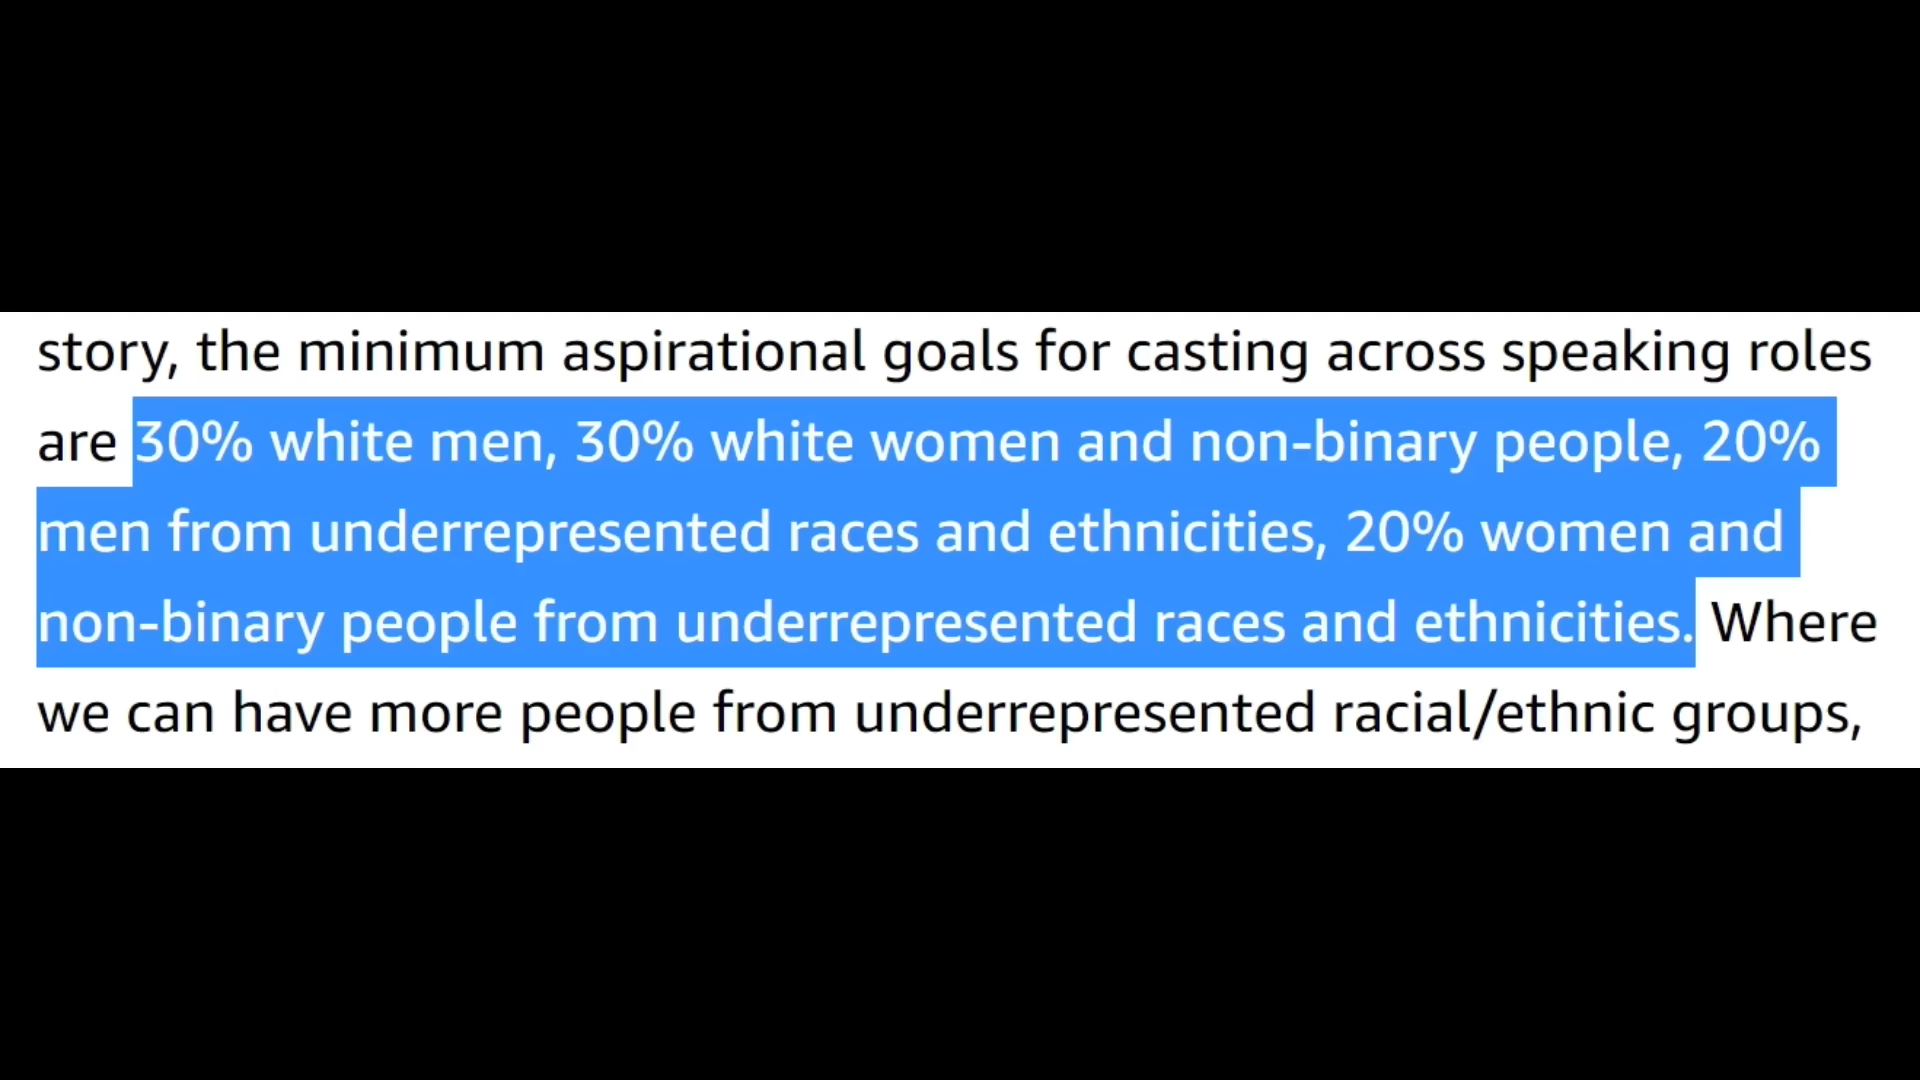 story, the minimum aspirational goals for casting across speaking roles
are 30% white men, 30% white women and non-binary people, 20%
men from underrepresented races and ethnicities, 20% women and
non-binary people from underrepresented races and ethnicities. Where
we can have more people from underrepresented racial/ethnic groups,